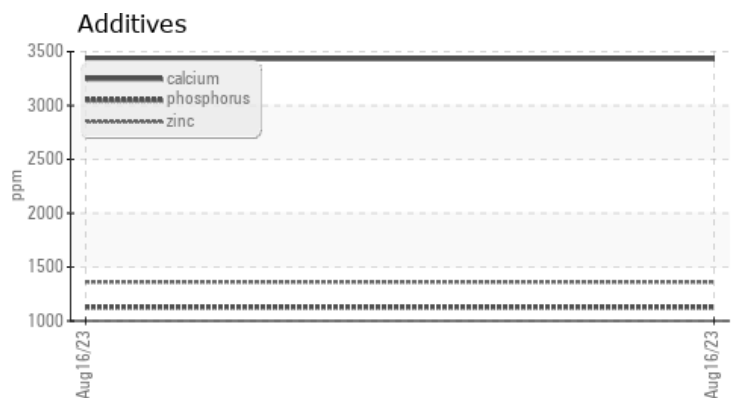 Additives
3500
3000
2500
2000
1500
1000
ppm
calcium
phosphorus
zinc
Aug16/23
Aug16/23